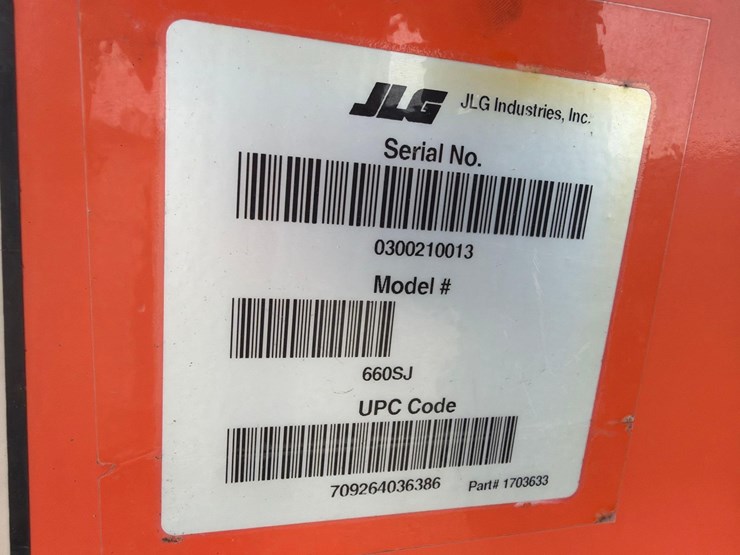 JLG JLG Industries, Inc.
Serial No.
0300210013
Model #
660SJ
UPC Code
709264036386 Part# 1703633